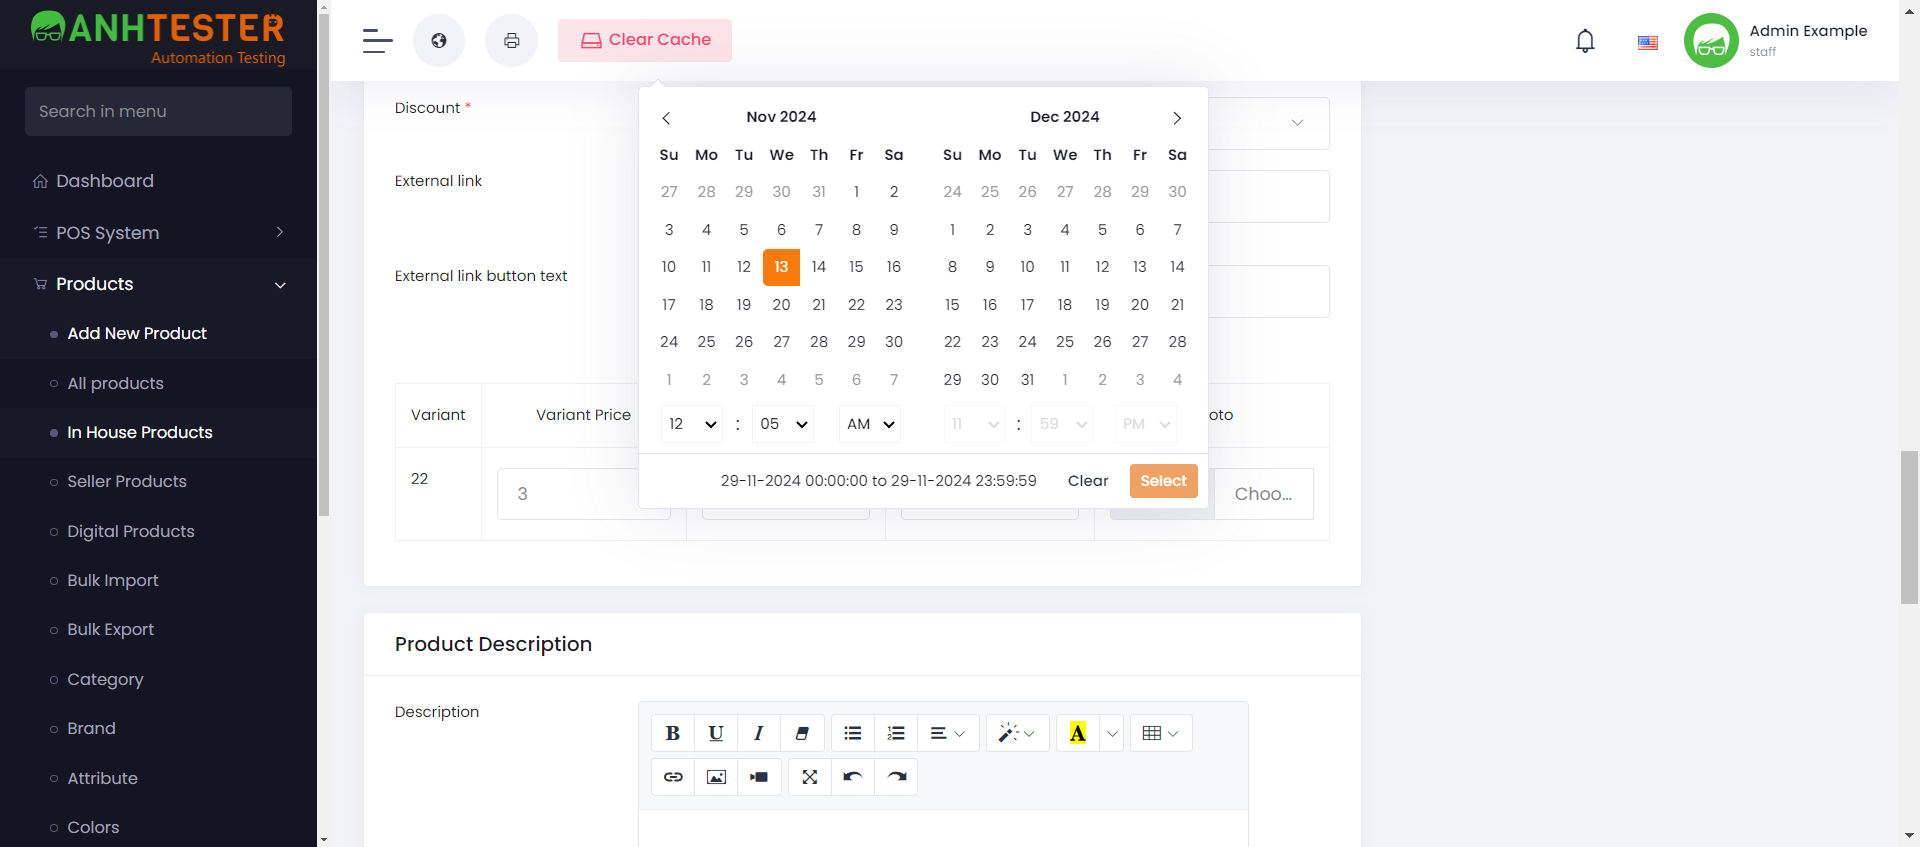 ANHTESTER
Automation Testing
Search in menu
Dashboard
POS System
Products
Add New Product
All products
In House Products
Seller Products
Digital Products
Bulk Import
Bulk Export
Category
Brand
Attribute
Colors
Clear Cache
Admin Example
staff
Discount *
External link
External link button text
Nov 2024
Su Mo Tu We Th Fr Sa
27 28 29 30 31 1 2
3 4 5 6 7 8 9
10 11 12 13 14 15 16
17 18 19 20 21 22 23
24 25 26 27 28 29 30
1 2 3 4 5 6 7
12 : 05 AM
Dec 2024
Su Mo Tu We Th Fr Sa
24 25 26 27 28 29 30
1 2 3 4 5 6 7
8 9 10 11 12 13 14
15 16 17 18 19 20 21
22 23 24 25 26 27 28
29 30 31 1 2 3 4
11 : 59 PM
29-11-2024 00:00:00 to 29-11-2024 23:59:59 Clear Select
Variant Variant Price oto
22 3 Choo...
Product Description
Description
B U I A